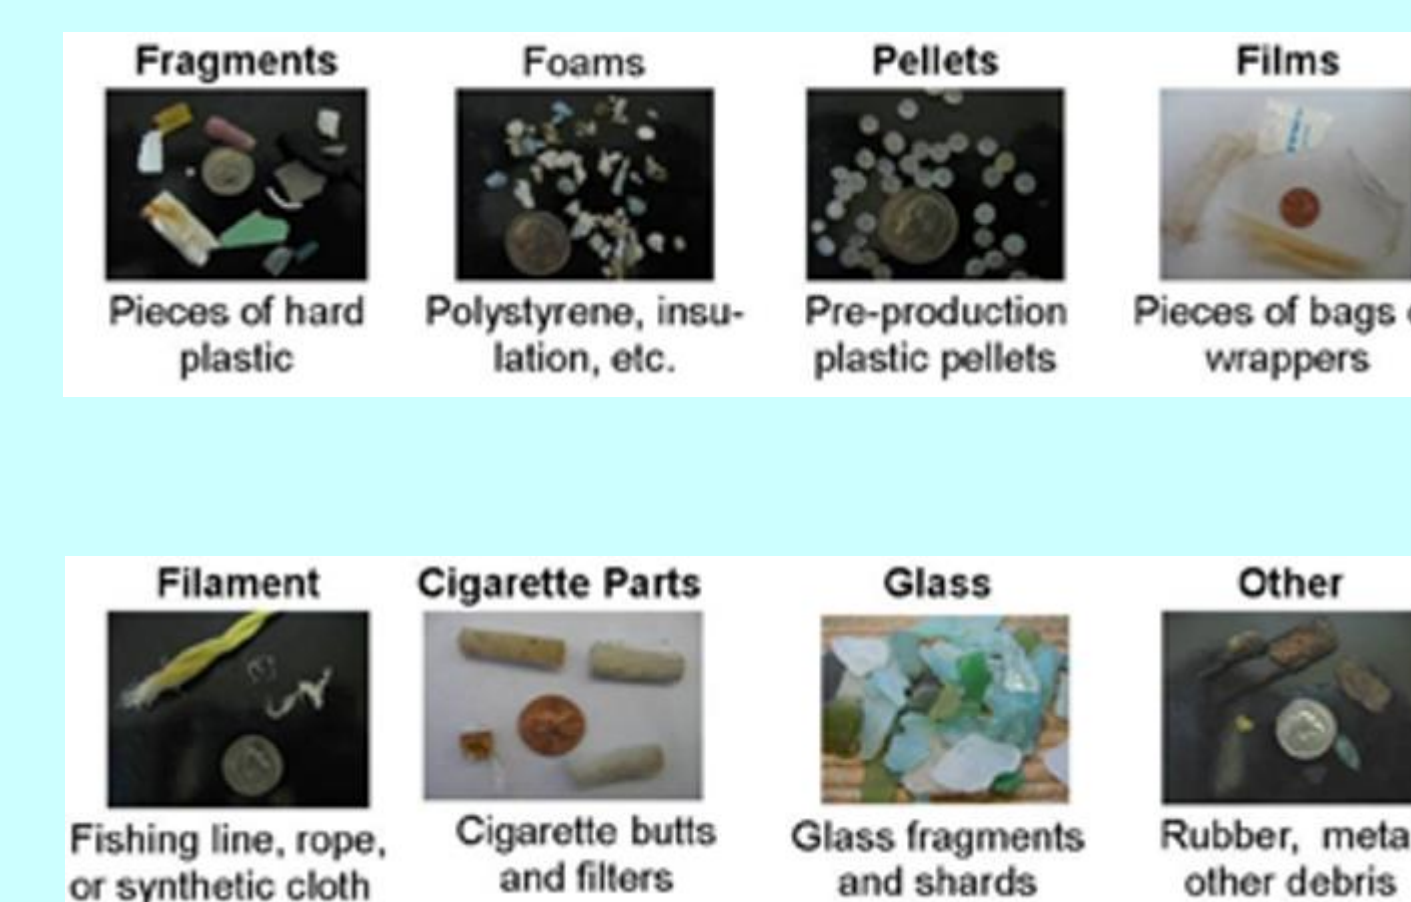 Fragments
Foams
Pellets
Films
Pieces of hard
plastic
Polystyrene, insu-
lation, etc.
Pre-production
plastic pellets
Pieces of bags
wrappers
Filament
Cigarette Parts
Glass
Other
Fishing line, rope,
or synthetic cloth
Cigarette butts
and filters
Glass fragments
and shards
Rubber, meta
other debris